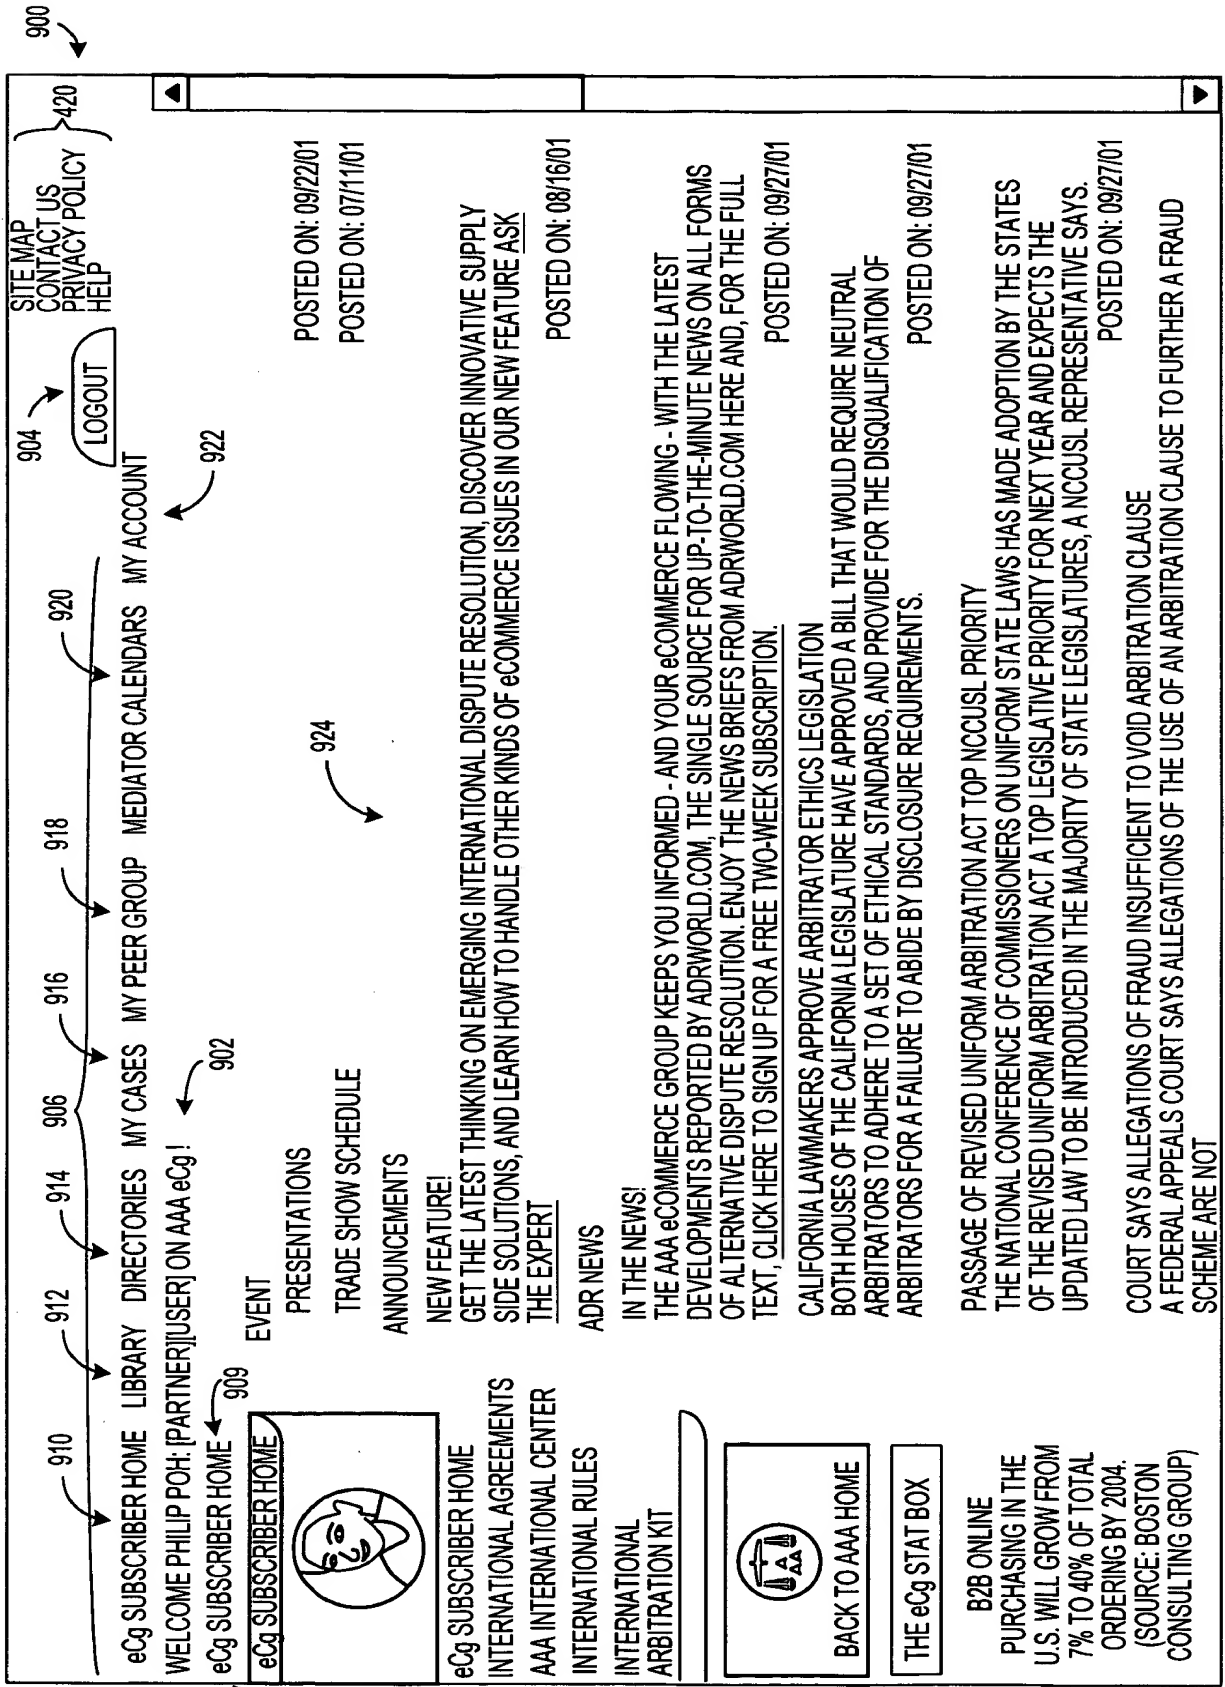 900
SITE MAP
CONTACT US
PRIVACY POLICY
HELP
420
904
LOGOUT
906
910
912
914
916
918
920
922
eCg SUBSCRIBER HOME LIBRARY DIRECTORIES MY CASES MY PEER GROUP MEDIATOR CALENDARS MY ACCOUNT
WELCOME PHILIP POH: [PARTNER][USER] ON AAA eCg !
902
eCg SUBSCRIBER HOME
909
eCg SUBSCRIBER HOME
eCg SUBSCRIBER HOME
INTERNATIONAL AGREEMENTS
AAA INTERNATIONAL CENTER
INTERNATIONAL RULES
INTERNATIONAL
ARBITRATION KIT
AAA
BACK TO AAA HOME
THE eCg STAT BOX
B2B ONLINE
PURCHASING IN THE
U.S. WILL GROW FROM
7% TO 40% OF TOTAL
ORDERING BY 2004.
(SOURCE: BOSTON
CONSULTING GROUP)
924
EVENT
PRESENTATIONS POSTED ON: 09/22/01
TRADE SHOW SCHEDULE POSTED ON: 07/11/01
ANNOUNCEMENTS
NEW FEATURE!
GET THE LATEST THINKING ON EMERGING INTERNATIONAL DISPUTE RESOLUTION, DISCOVER INNOVATIVE SUPPLY
SIDE SOLUTIONS, AND LEARN HOW TO HANDLE OTHER KINDS OF eCOMMERCE ISSUES IN OUR NEW FEATURE ASK
THE EXPERT POSTED ON: 08/16/01
ADR NEWS
IN THE NEWS!
THE AAA eCOMMERCE GROUP KEEPS YOU INFORMED - AND YOUR eCOMMERCE FLOWING - WITH THE LATEST
DEVELOPMENTS REPORTED BY ADRWORLD.COM, THE SINGLE SOURCE FOR UP-TO-THE-MINUTE NEWS ON ALL FORMS
OF ALTERNATIVE DISPUTE RESOLUTION. ENJOY THE NEWS BRIEFS FROM ADRWORLD.COM HERE AND, FOR THE FULL
TEXT, CLICK HERE TO SIGN UP FOR A FREE TWO-WEEK SUBSCRIPTION. POSTED ON: 09/27/01
CALIFORNIA LAWMAKERS APPROVE ARBITRATOR ETHICS LEGISLATION
BOTH HOUSES OF THE CALIFORNIA LEGISLATURE HAVE APPROVED A BILL THAT WOULD REQUIRE NEUTRAL
ARBITRATORS TO ADHERE TO A SET OF ETHICAL STANDARDS, AND PROVIDE FOR THE DISQUALIFICATION OF
ARBITRATORS FOR A FAILURE TO ABIDE BY DISCLOSURE REQUIREMENTS. POSTED ON: 09/27/01
PASSAGE OF REVISED UNIFORM ARBITRATION ACT TOP NCCUSL PRIORITY
THE NATIONAL CONFERENCE OF COMMISSIONERS ON UNIFORM STATE LAWS HAS MADE ADOPTION BY THE STATES
OF THE REVISED UNIFORM ARBITRATION ACT A TOP LEGISLATIVE PRIORITY FOR NEXT YEAR AND EXPECTS THE
UPDATED LAW TO BE INTRODUCED IN THE MAJORITY OF STATE LEGISLATURES, A NCCUSL REPRESENTATIVE SAYS.
POSTED ON: 09/27/01
COURT SAYS ALLEGATIONS OF FRAUD INSUFFICIENT TO VOID ARBITRATION CLAUSE
A FEDERAL APPEALS COURT SAYS ALLEGATIONS OF THE USE OF AN ARBITRATION CLAUSE TO FURTHER A FRAUD
SCHEME ARE NOT